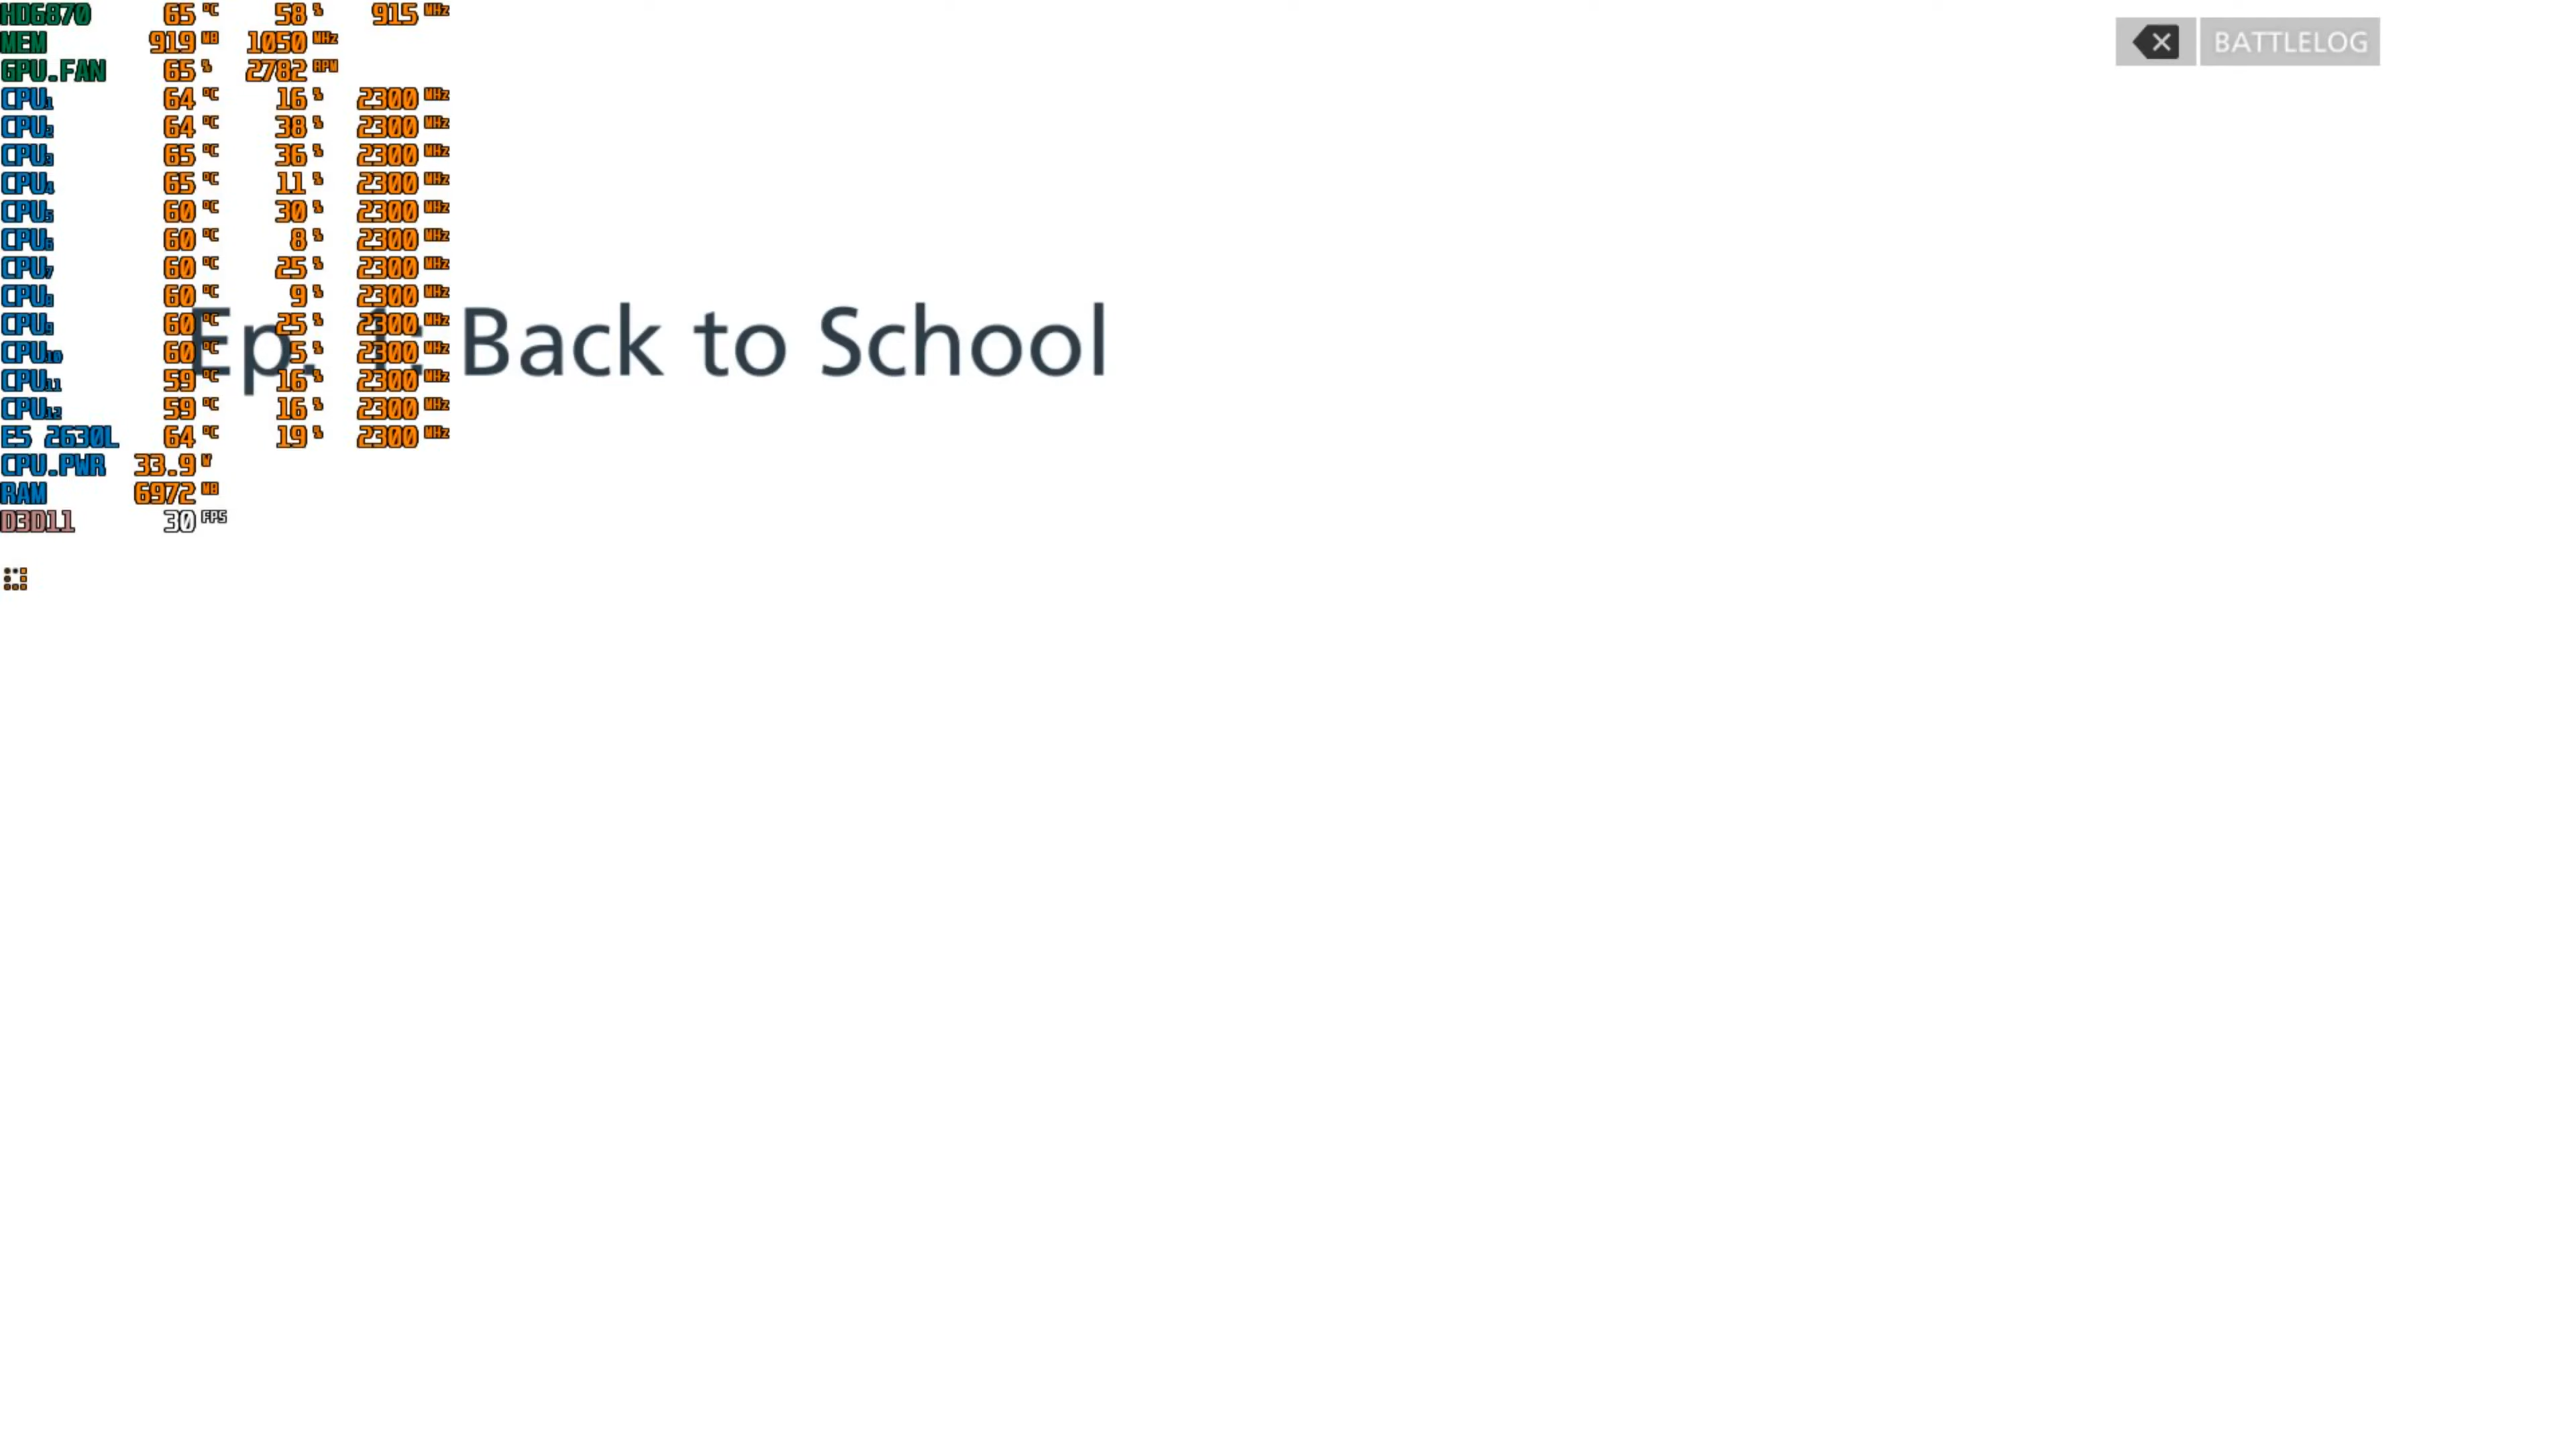 HD6870 65 °C 58 % 915 MHz
MEM 919 MB 1050 MHz
GPU.FAN 65 % 2782 RPM
CPU1 64 °C 16 % 2300 MHz
CPU2 64 °C 38 % 2300 MHz
CPU3 65 °C 36 % 2300 MHz
CPU4 65 °C 11 % 2300 MHz
CPU5 60 °C 30 % 2300 MHz
CPU6 60 °C 8 % 2300 MHz
CPU7 60 °C 25 % 2300 MHz
CPU8 60 °C 9 % 2300 MHz
CPU9 60 °C 25 % 2300 MHz
CPU10 60 °C 5 % 2300 MHz
CPU11 59 °C 16 % 2300 MHz
CPU12 59 °C 16 % 2300 MHz
E5 2630L 64 °C 19 % 2300 MHz
CPU.PWR 33.9 W
RAM 6972 MB
D3D11 30 FPS
Ep. 1: Back to School
BATTLELOG